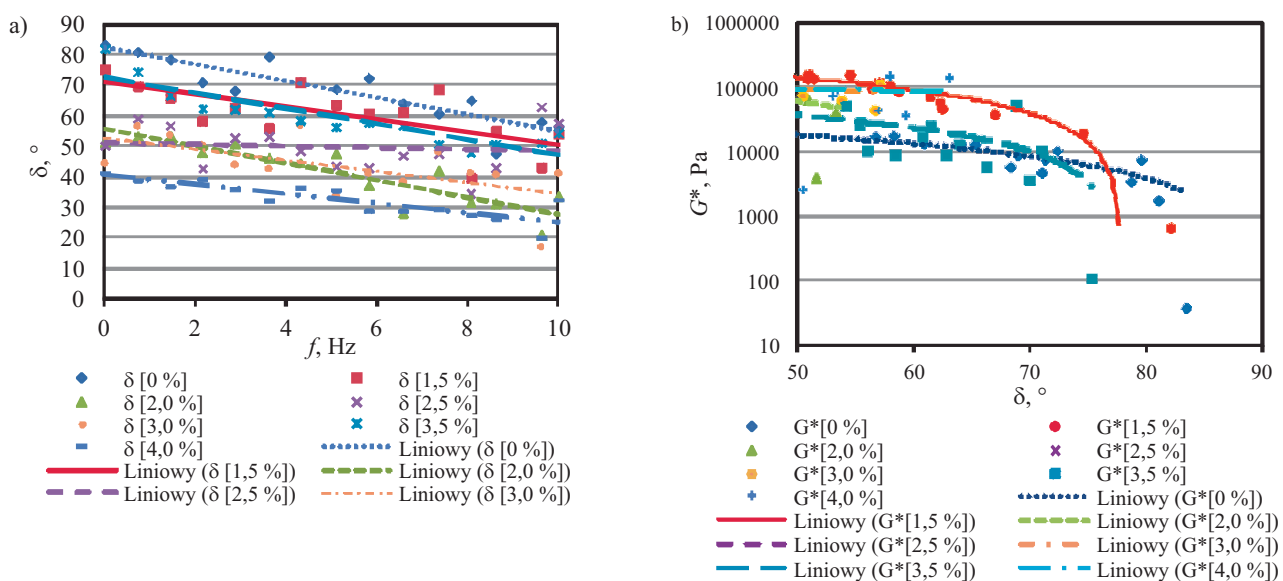 a)
δ, °
90
80
70
60
50
40
30
20
10
0
0 2 4 6 8 10
f, Hz
δ [0 %] δ [1,5 %]
δ [2,0 %] δ [2,5 %]
δ [3,0 %] δ [3,5 %]
δ [4,0 %] Liniowy (δ [0 %])
Liniowy (δ [1,5 %]) Liniowy (δ [2,0 %])
Liniowy (δ [2,5 %]) Liniowy (δ [3,0 %])
b)
G*, Pa
1000000
100000
10000
1000
100
10
50 60 70 80 90
δ, °
G*[0 %] G*[1,5 %]
G*[2,0 %] G*[2,5 %]
G*[3,0 %] G*[3,5 %]
G*[4,0 %] Liniowy (G*[0 %])
Liniowy (G*[1,5 %]) Liniowy (G*[2,0 %])
Liniowy (G*[2,5 %]) Liniowy (G*[3,0 %])
Liniowy (G*[3,5 %] Liniowy (G*[4,0 %])